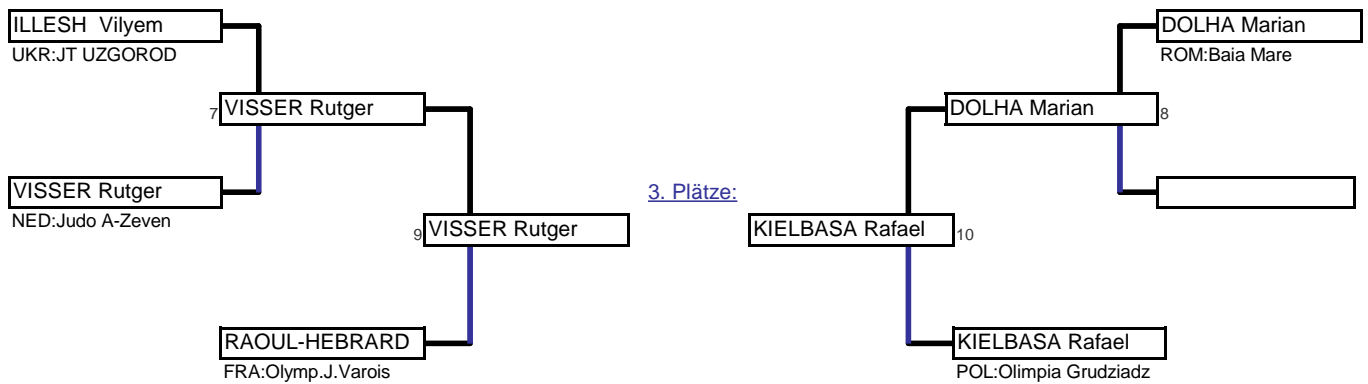 ILLESH Vilyem
UKR:JT UZGOROD
DOLHA Marian
ROM:Baia Mare
7 VISSER Rutger
DOLHA Marian 8
VISSER Rutger
NED:Judo A-Zeven
3. Plätze:
9 VISSER Rutger
KIELBASA Rafael 10
RAOUL-HEBRARD
FRA:Olymp.J.Varois
KIELBASA Rafael
POL:Olimpia Grudziadz